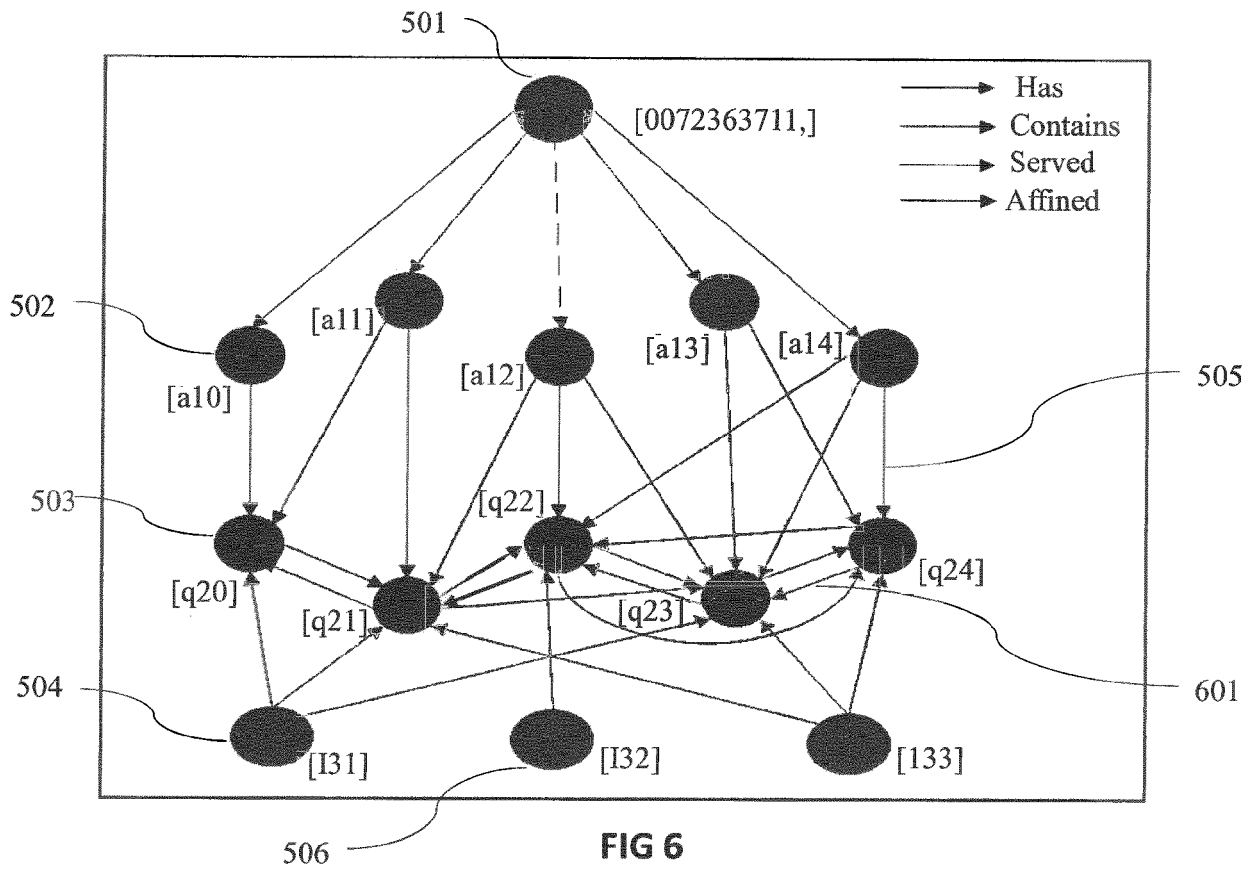 501
Has
[0072363711,]
Contains
Served
Affined
502
[a11]
[a13]
[a14]
[a12]
505
[a10]
503
[q22]
[q24]
[q20]
[q21]
[q23]
504
601
[I31]
[I32]
[133]
506
FIG 6